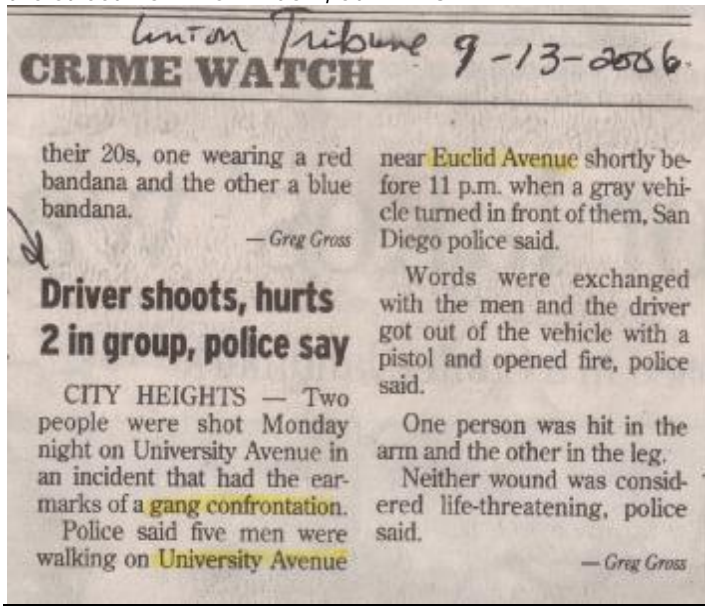 Union Tribune 9-13-2006.
CRIME WATCH
their 20s, one wearing a red
bandana and the other a blue
bandana.
— Greg Gross
Driver shoots, hurts
2 in group, police say
CITY HEIGHTS — Two
people were shot Monday
night on University Avenue in
an incident that had the ear-
marks of a gang confrontation.
Police said five men were
walking on University Avenue
near Euclid Avenue shortly be-
fore 11 p.m. when a gray vehi-
cle turned in front of them, San
Diego police said.
Words were exchanged
with the men and the driver
got out of the vehicle with a
pistol and opened fire, police
said.
One person was hit in the
arm and the other in the leg.
Neither wound was consid-
ered life-threatening, police
said.
— Greg Gross